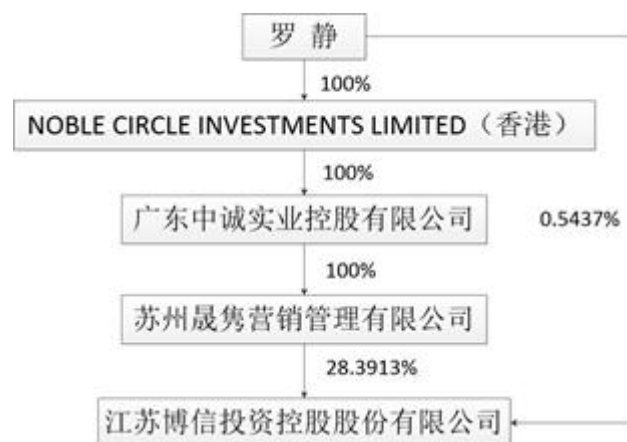 罗 静
100%
NOBLE CIRCLE INVESTMENTS LIMITED（香港）
100%
广东中诚实业控股有限公司
0.5437%
100%
苏州晟隽营销管理有限公司
28.3913%
江苏博信投资控股股份有限公司